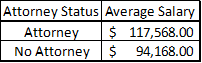 Attorney Status Average Salary
Attorney $ 117,568.00
No Attorney $ 94,168.00